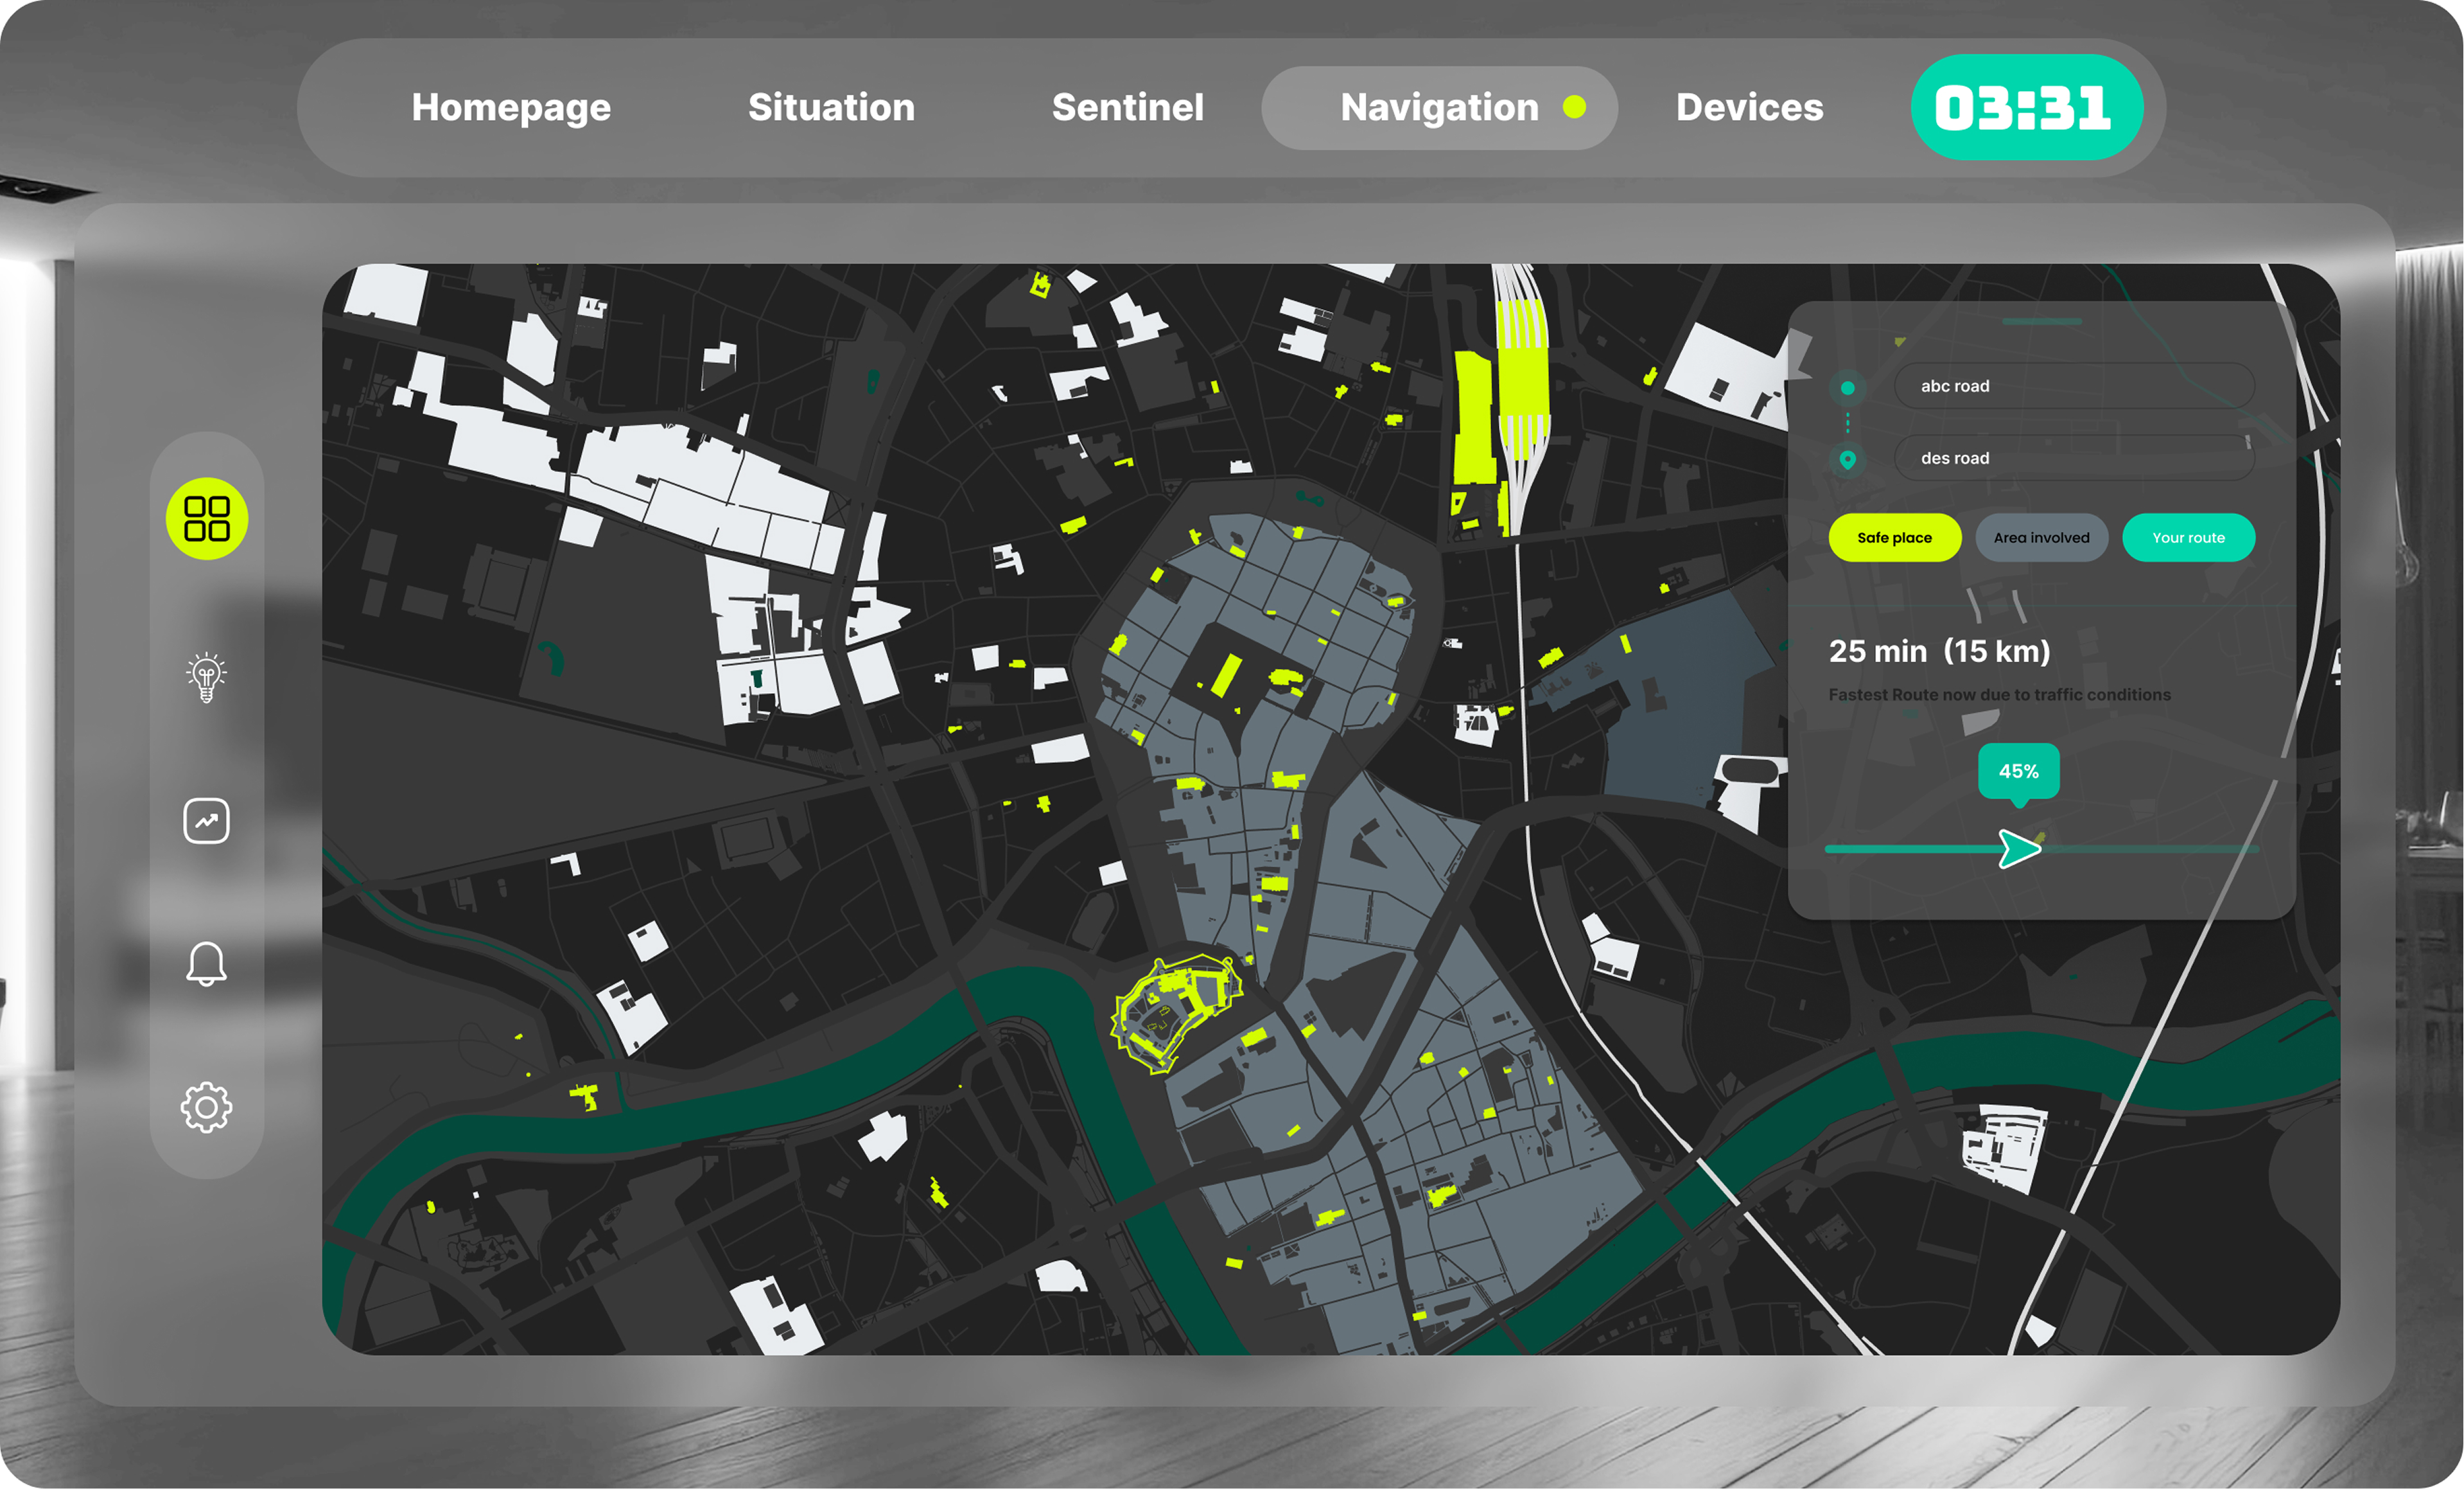 Homepage
Situation
Sentinel
Navigation
Devices
03:31
abc road
des road
Safe place
Area involved
Your route
25 min (15 km)
Fastest Route now due to traffic conditions
45%